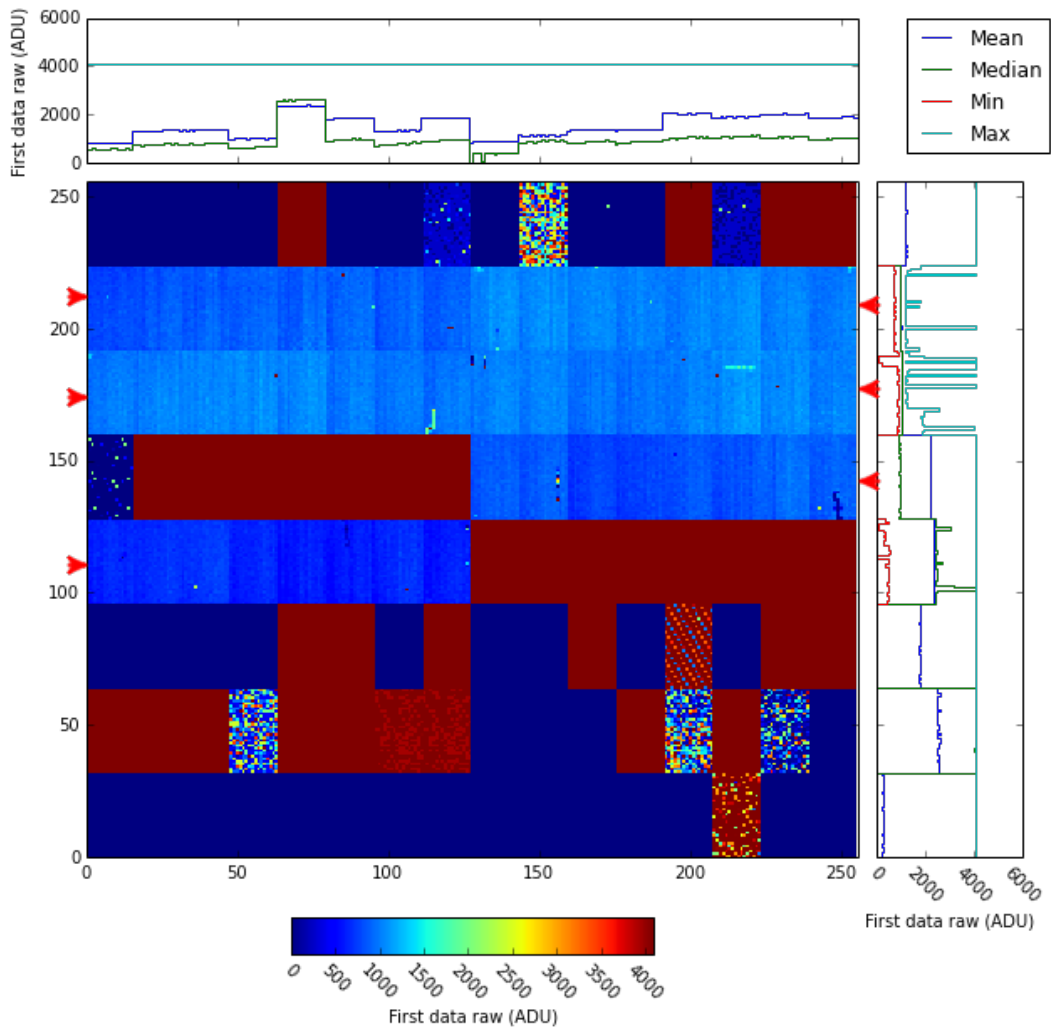 First data raw (ADU)
6000
4000
2000
0
Mean
Median
Min
Max
250
200
150
100
50
0
0 50 100 150 200 250
0 2000 4000 6000
First data raw (ADU)
0 500 1000 1500 2000 2500 3000 3500 4000
First data raw (ADU)